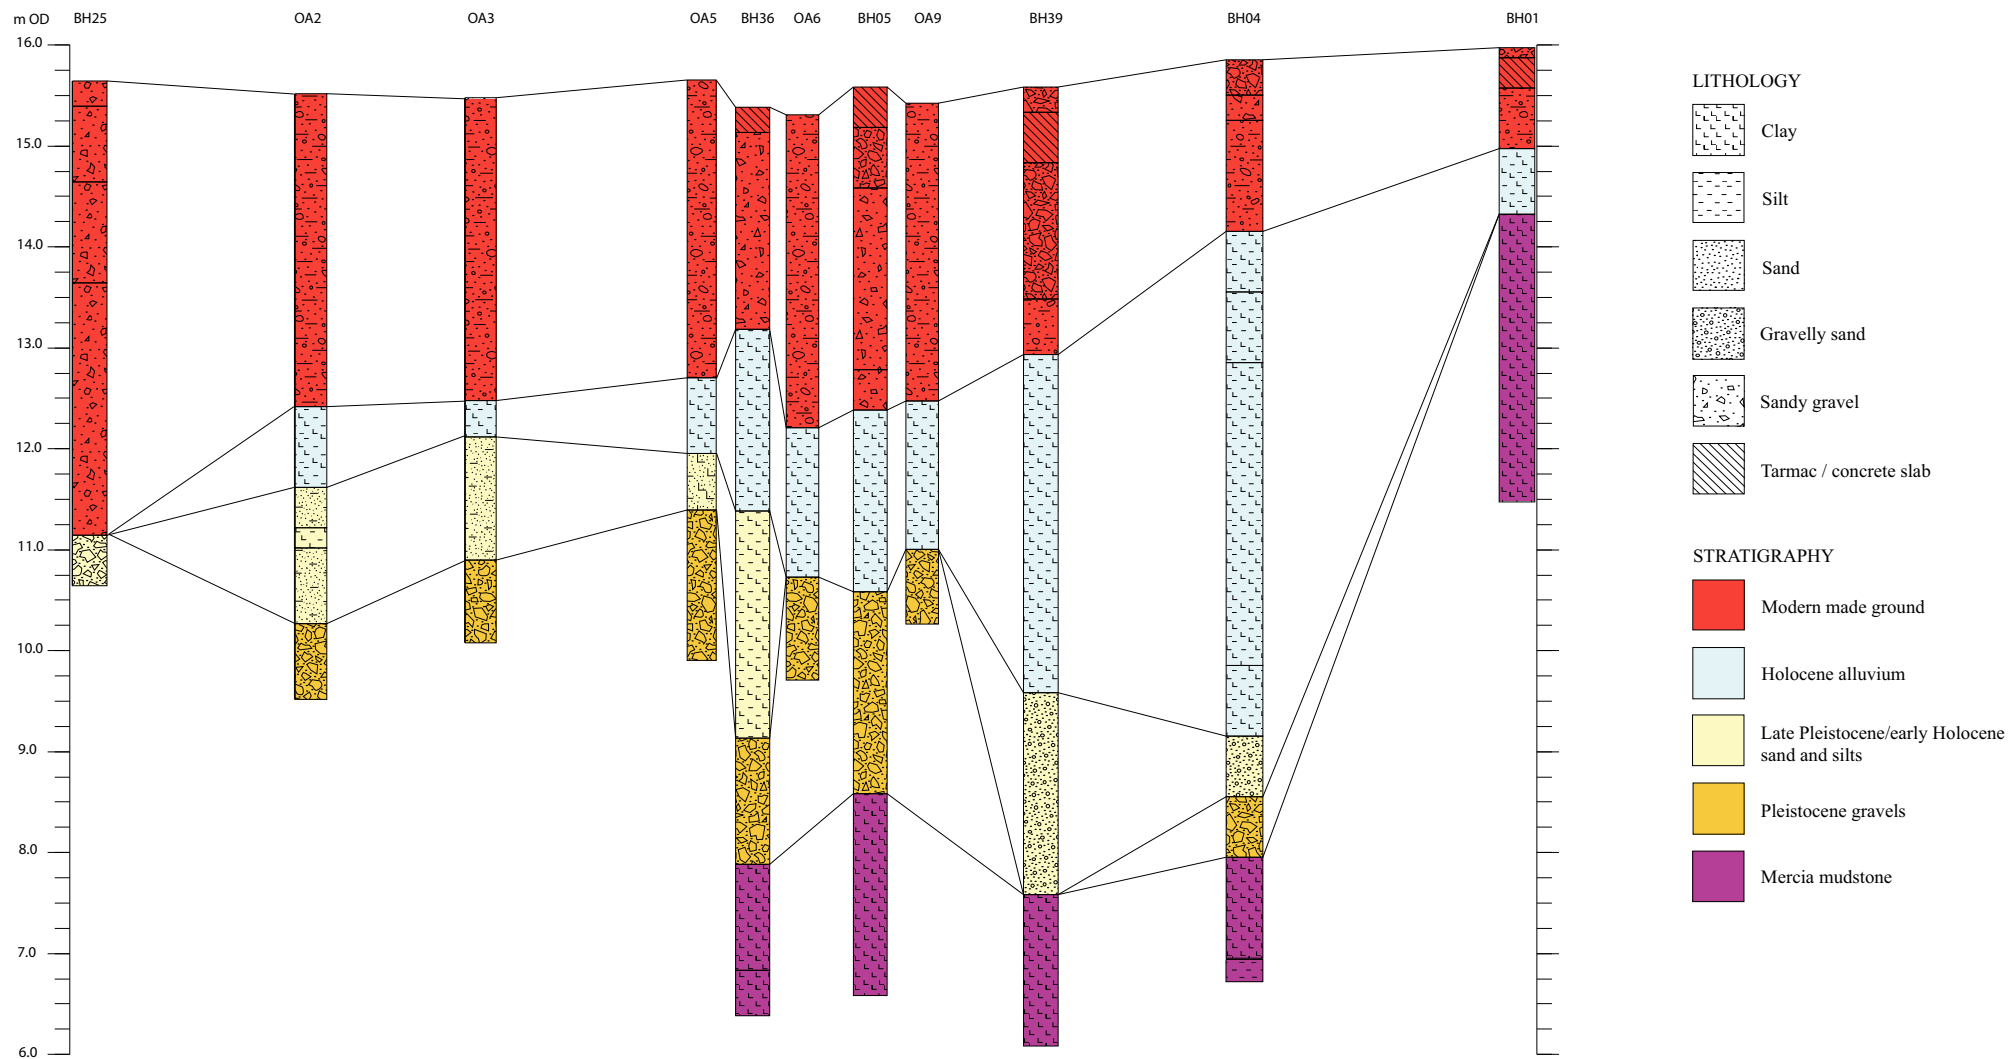 m OD BH25 OA2 OA3 OA5 BH36 OA6 BH05 OA9 BH39 BH04 BH01
16.0
15.0
14.0
13.0
12.0
11.0
10.0
9.0
8.0
7.0
6.0
LITHOLOGY
Clay
Silt
Sand
Gravelly sand
Sandy gravel
Tarmac / concrete slab
STRATIGRAPHY
Modern made ground
Holocene alluvium
Late Pleistocene/early Holocene
sand and silts
Pleistocene gravels
Mercia mudstone